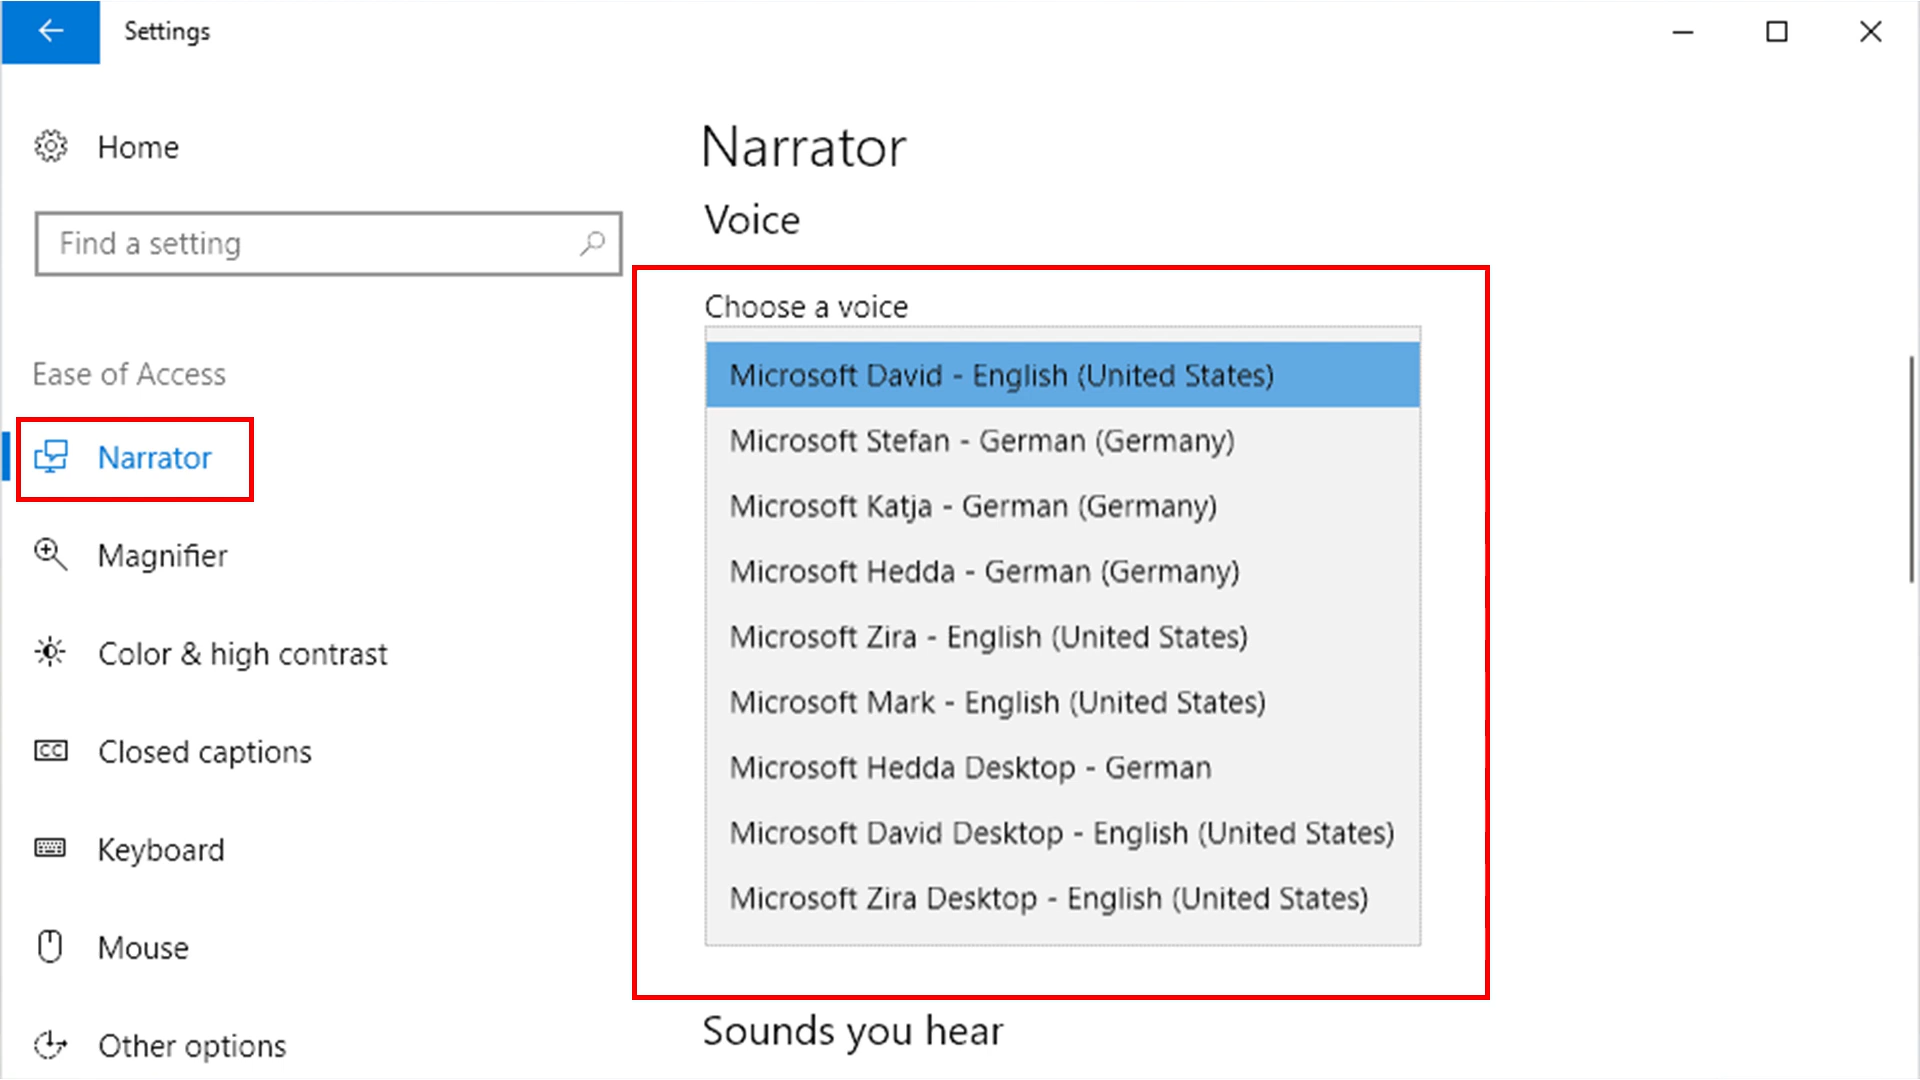 Settings
Home
Find a setting
Ease of Access
Narrator
Magnifier
Color & high contrast
CC
Closed captions
Keyboard
Mouse
Other options
Narrator
Voice
Choose a voice
Microsoft David - English (United States)
Microsoft Stefan - German (Germany)
Microsoft Katja - German (Germany)
Microsoft Hedda - German (Germany)
Microsoft Zira - English (United States)
Microsoft Mark - English (United States)
Microsoft Hedda Desktop - German
Microsoft David Desktop - English (United States)
Microsoft Zira Desktop - English (United States)
Sounds you hear